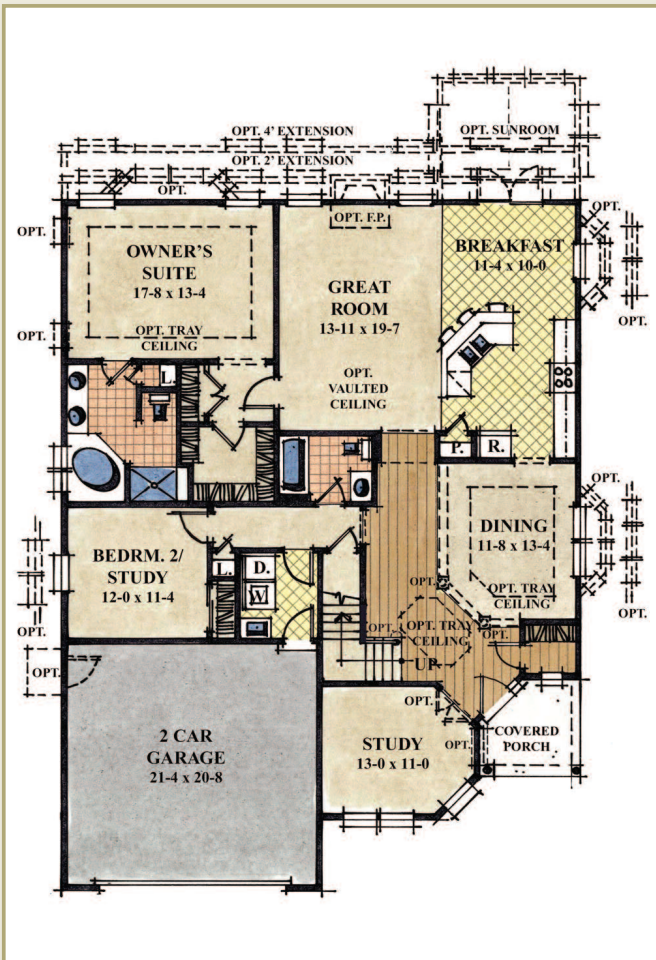 OPT. 4' EXTENSION
OPT. SUNROOM
OPT. 2' EXTENSION
OPT.
OPT.
OPT. F.P.
OPT.
OWNER'S
SUITE
17-8 x 13-4
BREAKFAST
11-4 x 10-0
GREAT
ROOM
13-11 x 19-7
OPT.
OPT. TRAY
CEILING
OPT.
OPT.
VAULTED
CEILING
L.
P.
R.
OPT.
DINING
11-8 x 13-4
BEDRM. 2/
STUDY
12-0 x 11-4
L.
D.
W.
OPT.
OPT. TRAY
CEILING
OPT.
OPT.
OPT.
OPT. TRAY
CEILING
OPT.
UP
OPT.
OPT.
2 CAR
GARAGE
21-4 x 20-8
STUDY
13-0 x 11-0
OPT.
COVERED
PORCH